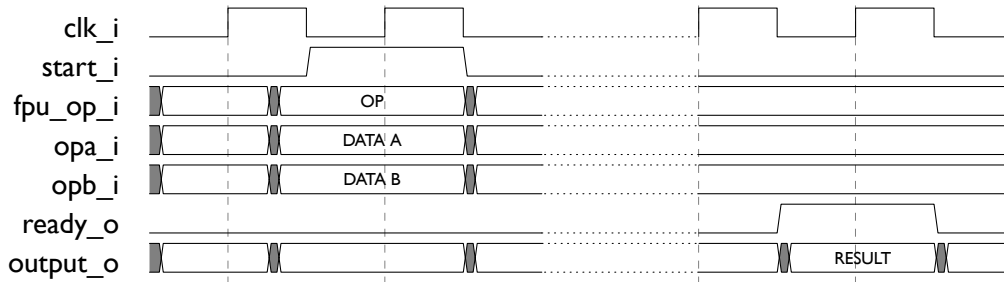 clk_i
start_i
fpu_op_i OP
opa_i DATA A
opb_i DATA B
ready_o
output_o RESULT